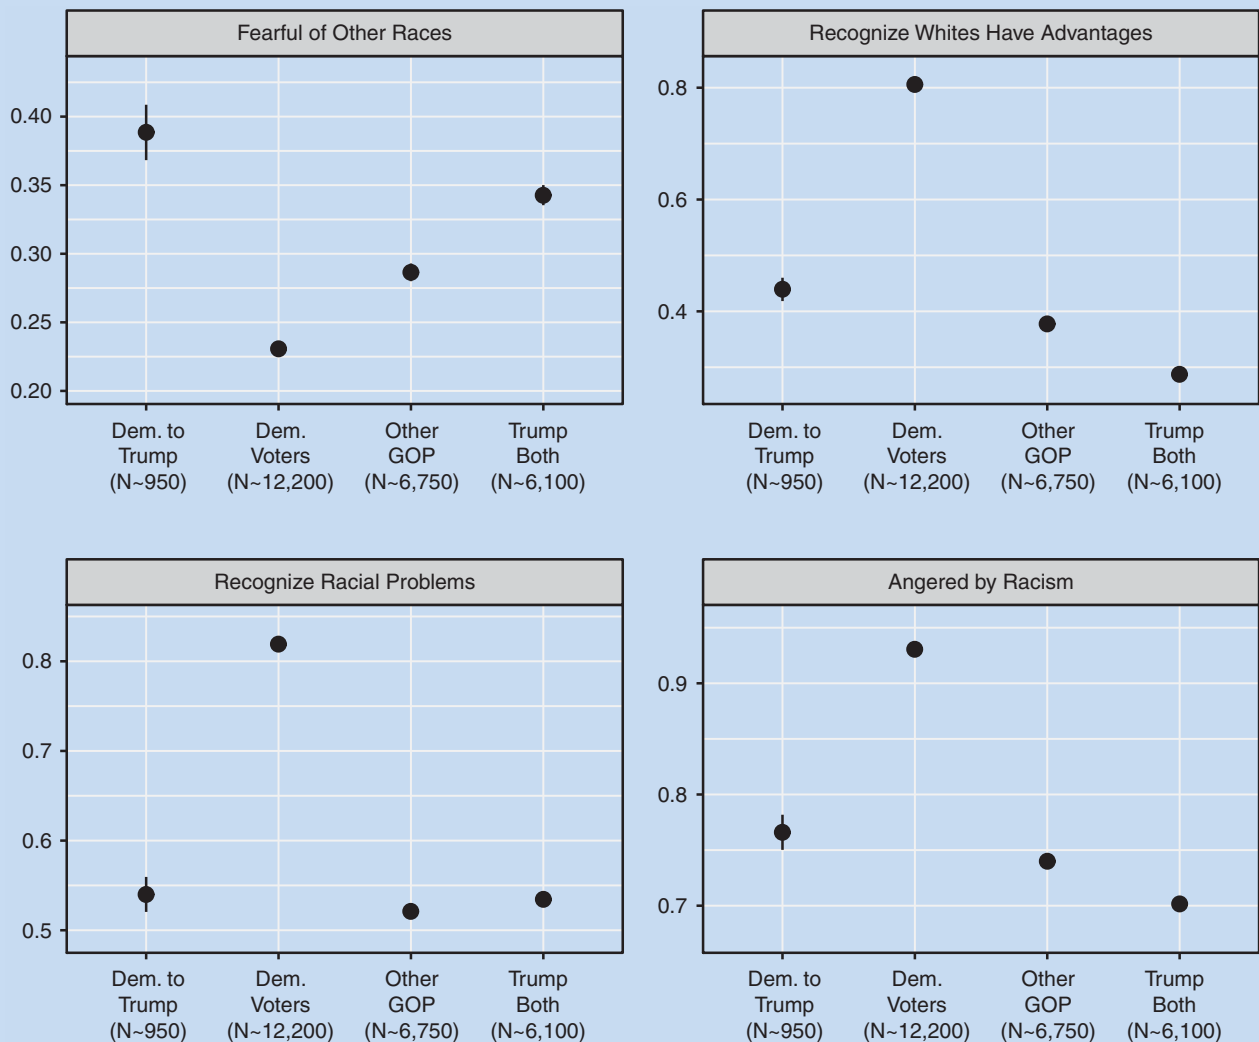 Fearful of Other Races
0.40
0.35
0.30
0.25
0.20
Dem. to
Trump
(N~950)
Dem.
Voters
(N~12,200)
Other
GOP
(N~6,750)
Trump
Both
(N~6,100)
Recognize Whites Have Advantages
0.8
0.6
0.4
Dem. to
Trump
(N~950)
Dem.
Voters
(N~12,200)
Other
GOP
(N~6,750)
Trump
Both
(N~6,100)
Recognize Racial Problems
0.8
0.7
0.6
0.5
Dem. to
Trump
(N~950)
Dem.
Voters
(N~12,200)
Other
GOP
(N~6,750)
Trump
Both
(N~6,100)
Angered by Racism
0.9
0.8
0.7
Dem. to
Trump
(N~950)
Dem.
Voters
(N~12,200)
Other
GOP
(N~6,750)
Trump
Both
(N~6,100)